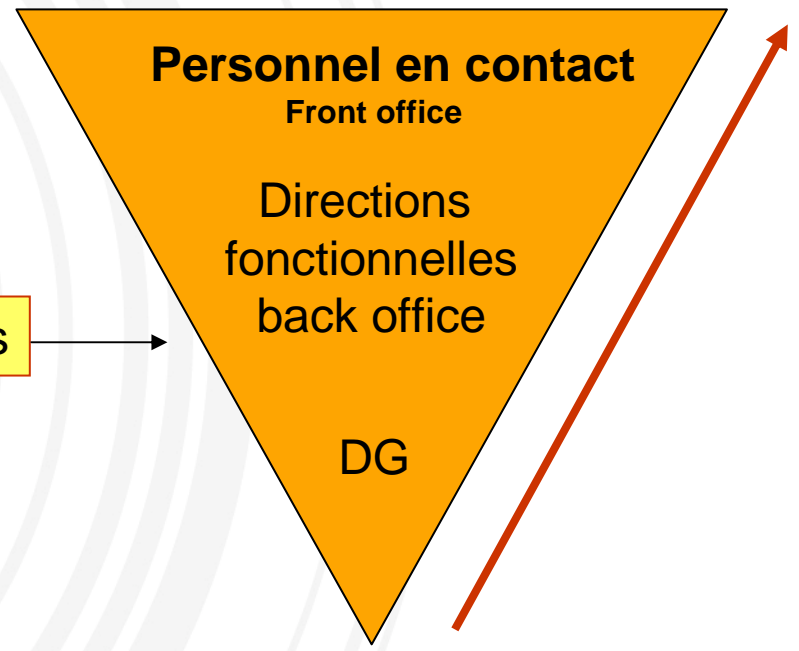 Personnel en contact
Front office
Directions
fonctionnelles
back office
s
DG